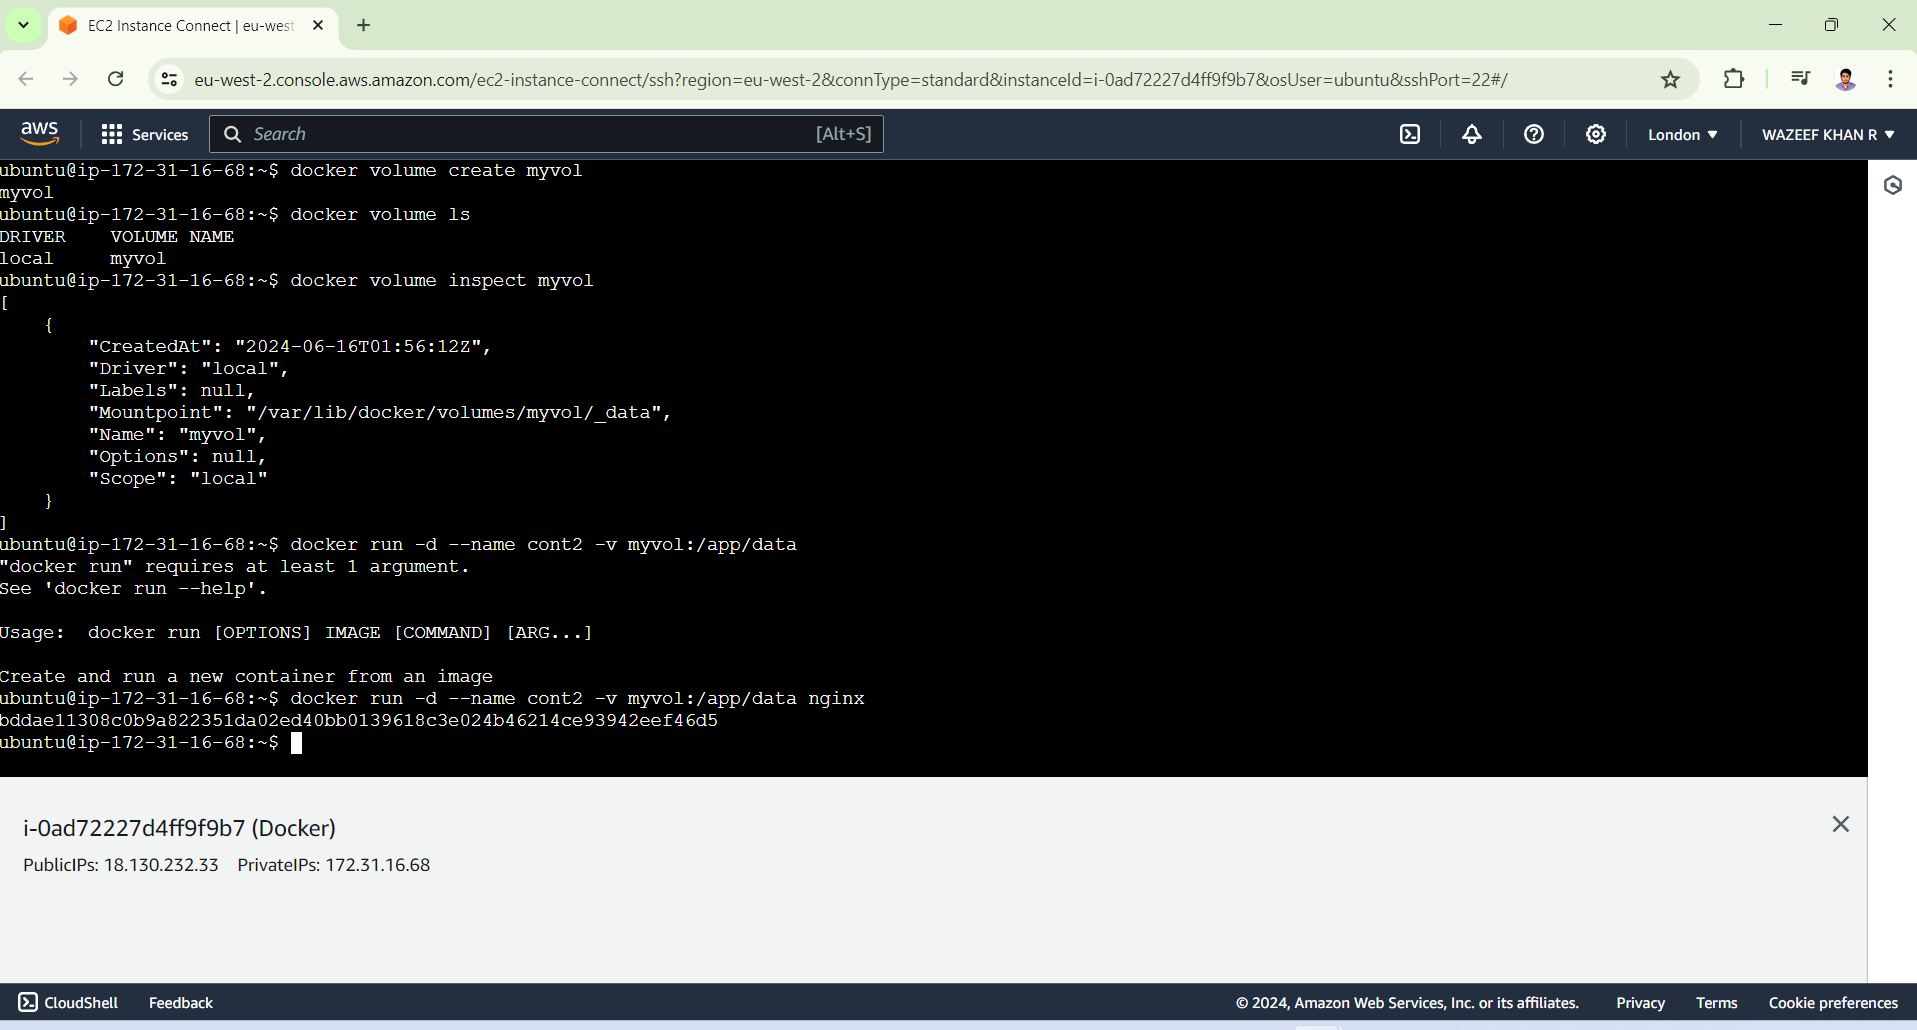 EC2 Instance Connect | eu-west
eu-west-2.console.aws.amazon.com/ec2-instance-connect/ssh?region=eu-west-2&connType=standard&instanceId=i-0ad72227d4ff9f9b7&osUser=ubuntu&sshPort=22#/
aws Services Search [Alt+S] London WAZEEF KHAN R
ubuntu@ip-172-31-16-68:~$ docker volume create myvol
myvol
ubuntu@ip-172-31-16-68:~$ docker volume ls
DRIVER    VOLUME NAME
local     myvol
ubuntu@ip-172-31-16-68:~$ docker volume inspect myvol
[
    {
        "CreatedAt": "2024-06-16T01:56:12Z",
        "Driver": "local",
        "Labels": null,
        "Mountpoint": "/var/lib/docker/volumes/myvol/_data",
        "Name": "myvol",
        "Options": null,
        "Scope": "local"
    }
]
ubuntu@ip-172-31-16-68:~$ docker run -d --name cont2 -v myvol:/app/data
"docker run" requires at least 1 argument.
See 'docker run --help'.
Usage:  docker run [OPTIONS] IMAGE [COMMAND] [ARG...]
Create and run a new container from an image
ubuntu@ip-172-31-16-68:~$ docker run -d --name cont2 -v myvol:/app/data nginx
bddae11308c0b9a822351da02ed40bb0139618c3e024b46214ce93942eef46d5
ubuntu@ip-172-31-16-68:~$
i-0ad72227d4ff9f9b7 (Docker)
PublicIPs: 18.130.232.33 PrivateIPs: 172.31.16.68
CloudShell Feedback © 2024, Amazon Web Services, Inc. or its affiliates. Privacy Terms Cookie preferences